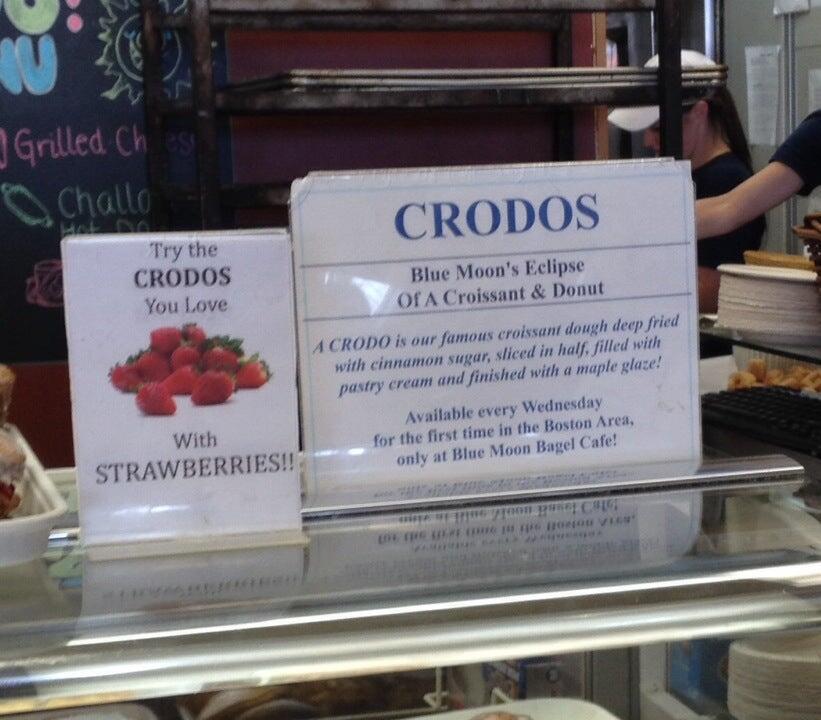 Grilled Cheese
Challo
Try the
CRODOS
You Love
With
STRAWBERRIES!!
CRODOS
Blue Moon's Eclipse
Of A Croissant & Donut
A CRODO is our famous croissant dough deep fried
with cinnamon sugar, sliced in half, filled with
pastry cream and finished with a maple glaze!
Available every Wednesday
for the first time in the Boston Area,
only at Blue Moon Bagel Cafe!